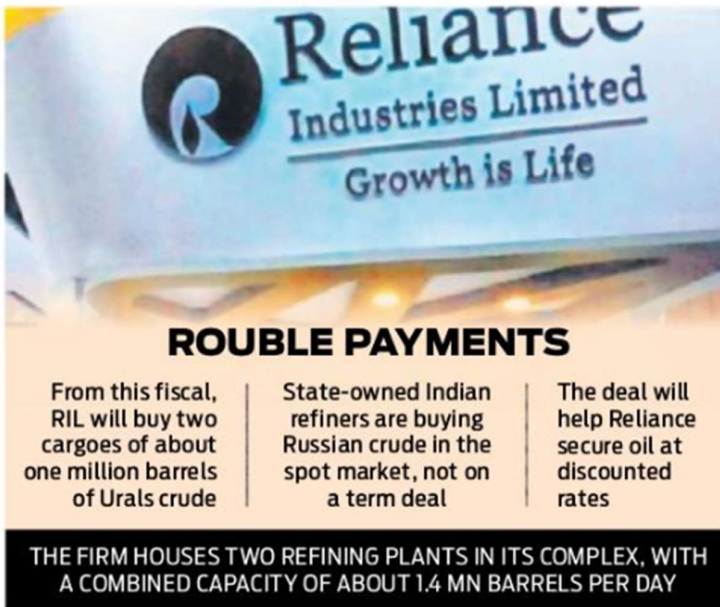 Reliance
Industries Limited
Growth is Life
ROUBLE PAYMENTS
From this fiscal,
RIL will buy two
cargoes of about
one million barrels
of Urals crude
State-owned Indian
refiners are buying
Russian crude in the
spot market, not on
a term deal
The deal will
help Reliance
secure oil at
discounted
rates
THE FIRM HOUSES TWO REFINING PLANTS IN ITS COMPLEX, WITH
A COMBINED CAPACITY OF ABOUT 1.4 MN BARRELS PER DAY